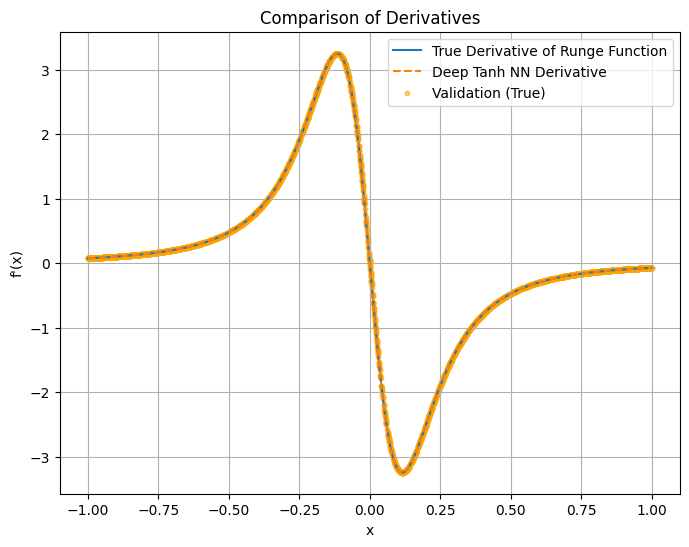 Comparison of Derivatives
True Derivative of Runge Function
Deep Tanh NN Derivative
Validation (True)
f'(x)
3
2
1
0
−1
−2
−3
−1.00 −0.75 −0.50 −0.25 0.00 0.25 0.50 0.75 1.00
x